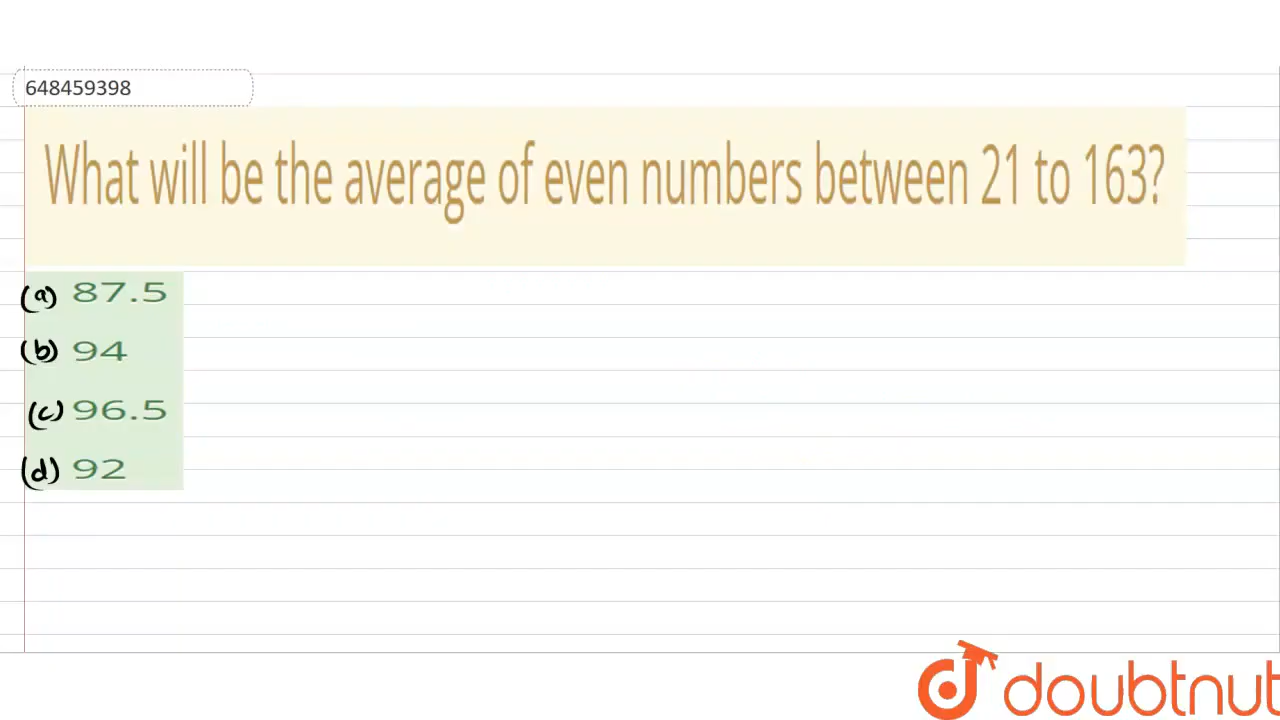 648459398
What will be the average of even numbers between 21 to 163?
(a) 87.5
(b) 94
(c) 96.5
(d) 92
doubtnut